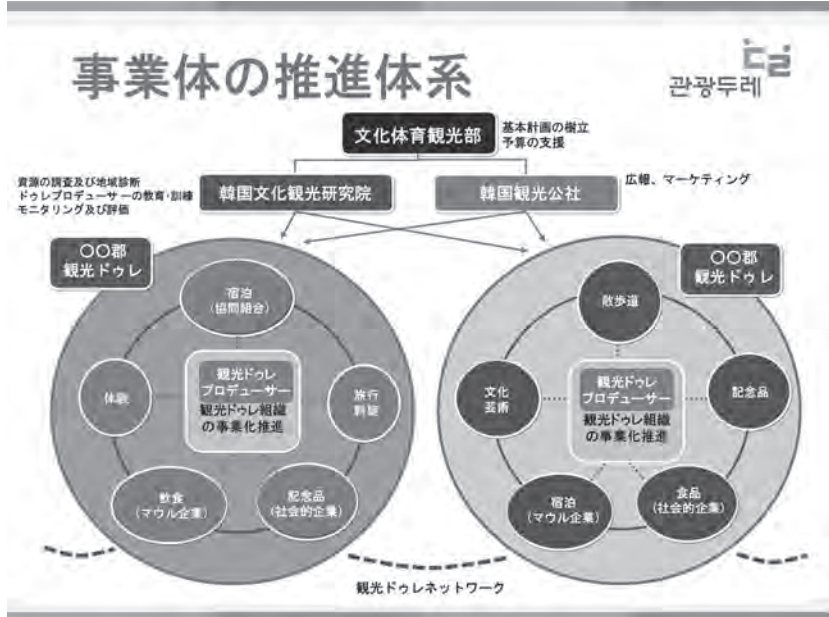 事業体の推進体系
관광두레
文化体育観光部
基本計画の樹立
予算の支援
資源の調査及び地域診断
ドゥレプロデューサーの教育・訓練
モニタリング及び評価
韓国文化観光研究院
韓国観光公社
広報、マーケティング
〇〇郡
観光ドゥレ
宿泊
(協同組合)
体験
観光ドゥレ
プロデューサー
観光ドゥレ組織
の事業化推進
旅行
飲食
(マウル企業)
記念品
(社会的企業)
〇〇郡
観光ドゥレ
散歩道
文化
芸術
観光ドゥレ
プロデューサー
観光ドゥレ組織
の事業化推進
記念品
宿泊
(マウル企業)
食品
(社会的企業)
観光ドゥレネットワーク